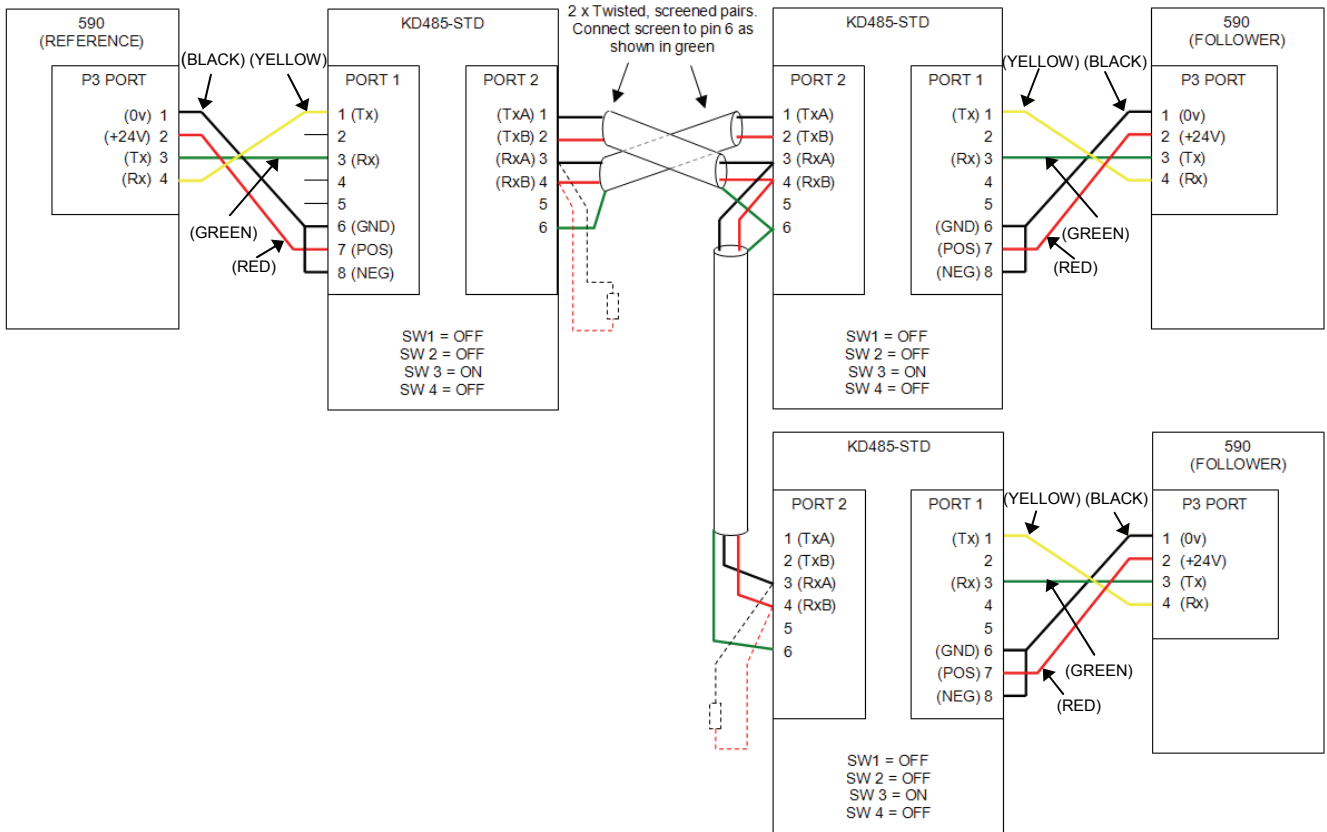 590
(REFERENCE)
P3 PORT
(0v) 1
(+24V) 2
(Tx) 3
(Rx) 4
(BLACK) (YELLOW)
(GREEN)
(RED)
KD485-STD
PORT 1
1 (Tx)
2
3 (Rx)
4
5
6 (GND)
7 (POS)
8 (NEG)
PORT 2
(TxA) 1
(TxB) 2
(RxA) 3
(RxB) 4
5
6
SW1 = OFF
SW 2 = OFF
SW 3 = ON
SW 4 = OFF
2 x Twisted, screened pairs.
Connect screen to pin 6 as
shown in green
KD485-STD
PORT 2
1 (TxA)
2 (TxB)
3 (RxA)
4 (RxB)
5
6
PORT 1
(Tx) 1
2
(Rx) 3
4
5
(GND) 6
(POS) 7
(NEG) 8
SW1 = OFF
SW 2 = OFF
SW 3 = ON
SW 4 = OFF
(YELLOW) (BLACK)
(GREEN)
(RED)
590
(FOLLOWER)
P3 PORT
1 (0v)
2 (+24V)
3 (Tx)
4 (Rx)
KD485-STD
PORT 2
1 (TxA)
2 (TxB)
3 (RxA)
4 (RxB)
5
6
PORT 1
(Tx) 1
2
(Rx) 3
4
5
(GND) 6
(POS) 7
(NEG) 8
SW1 = OFF
SW 2 = OFF
SW 3 = ON
SW 4 = OFF
(YELLOW) (BLACK)
(GREEN)
(RED)
590
(FOLLOWER)
P3 PORT
1 (0v)
2 (+24V)
3 (Tx)
4 (Rx)